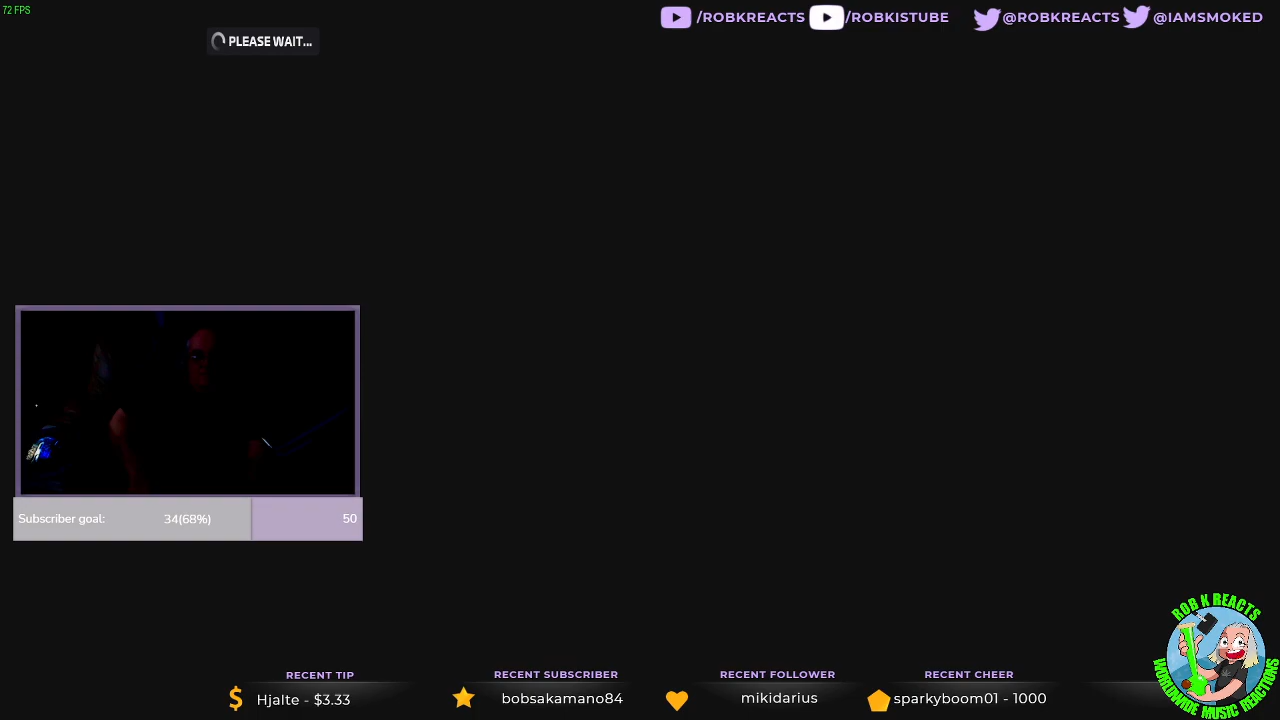 72 FPS
/ROBKREACTS /ROBKISTUBE @ROBKREACTS @IAMSMOKED
PLEASE WAIT...
Subscriber goal: 34(68%) 50
ROB K REACTS
WORLDWIDE MUSIC REACTIONS
RECENT TIP RECENT SUBSCRIBER RECENT FOLLOWER RECENT CHEER
Hjalte - $3.33 bobsakamano84 mikidarius sparkyboom01 - 1000